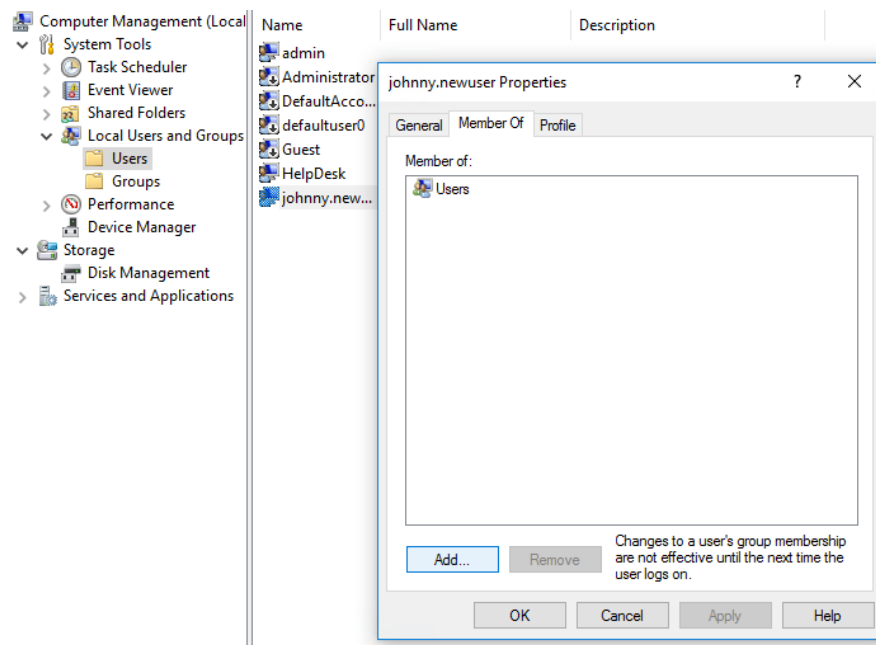 Computer Management (Local
System Tools
Task Scheduler
Event Viewer
Shared Folders
Local Users and Groups
Users
Groups
Performance
Device Manager
Storage
Disk Management
Services and Applications
Name Full Name Description
admin
Administrator
DefaultAcco...
defaultuser0
Guest
HelpDesk
johnny.new...
johnny.newuser Properties ?
General Member Of Profile
Member of:
Users
Add... Remove
Changes to a user's group membership
are not effective until the next time the
user logs on.
OK Cancel Apply Help